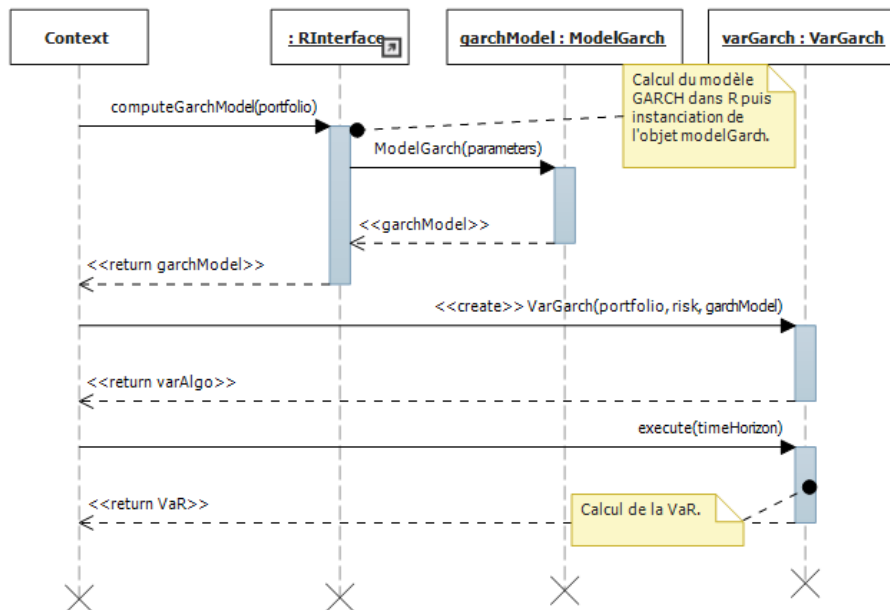 Context
: RInterface
garchModel : ModelGarch
varGarch : VarGarch
Calcul du modèle
GARCH dans R puis
instanciation de
l'objet modelGarch.
computeGarchModel(portfolio)
ModelGarch(parameters)
<<garchModel>>
<<return garchModel>>
<<create>> VarGarch(portfolio, risk, garchModel)
<<return varAlgo>>
execute(timeHorizon)
<<return VaR>>
Calcul de la VaR.